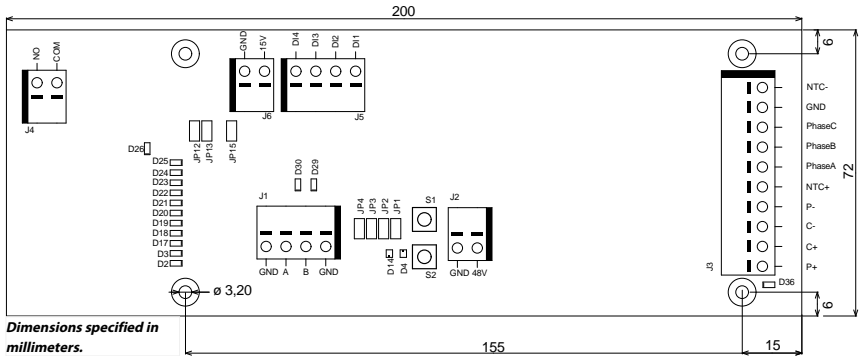 200
6
NO
COM
J4
GND
15V
J6
DI4
DI3
DI2
DI1
J5
NTC-
GND
PhaseC
PhaseB
PhaseA
NTC+
P-
C-
C+
P+
J3
D36
72
JP12
JP13
JP15
D26
D25
D24
D23
D22
D21
D20
D19
D18
D17
D3
D2
D30
D29
J1
GND A B GND
JP4
JP3
JP2
JP1
D14
D4
S1
S2
J2
GND 48V
ø 3,20
6
Dimensions specified in
millimeters.
155
15